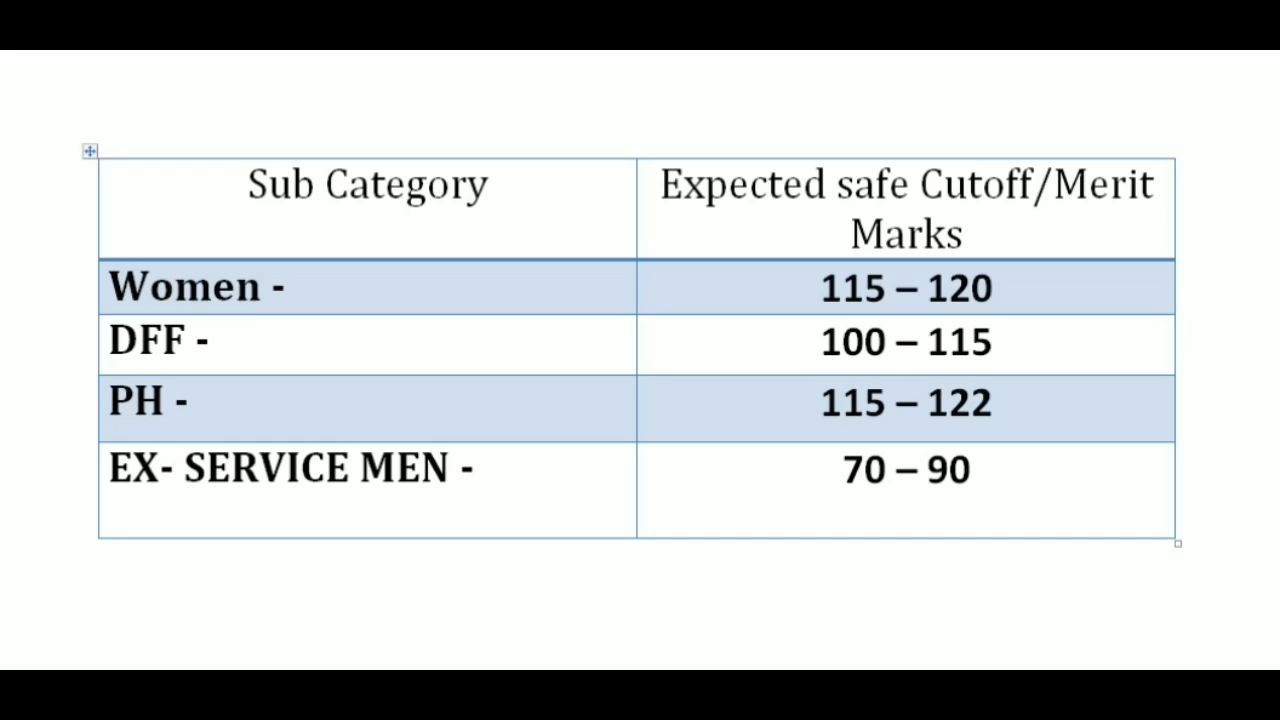 Sub Category
Expected safe Cutoff/Merit
Marks
Women -
115 – 120
DFF -
100 – 115
PH -
115 – 122
EX- SERVICE MEN -
70 – 90